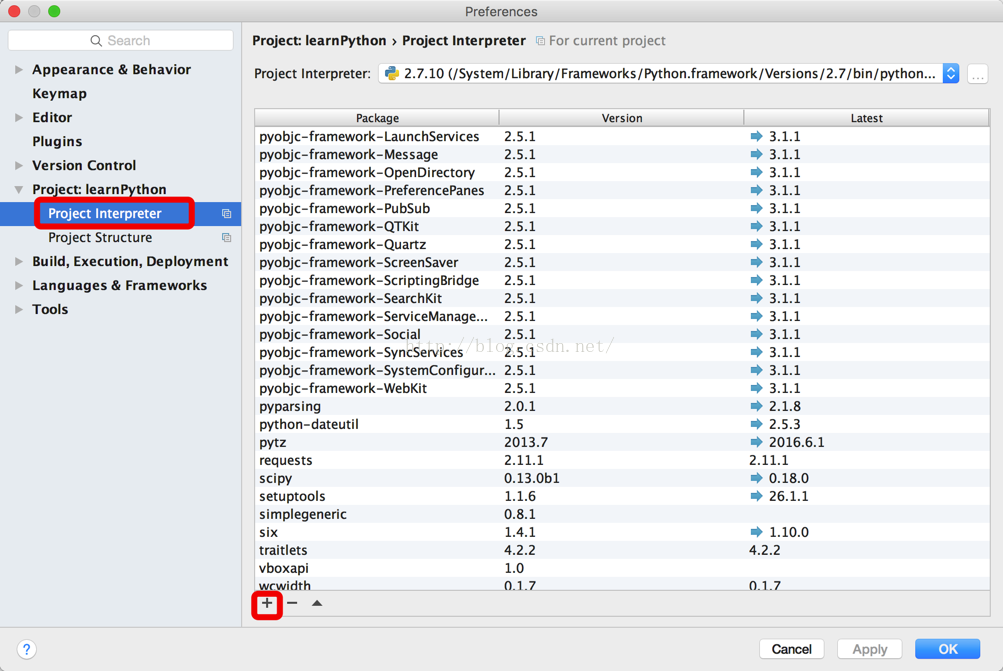 Preferences
Search
Appearance & Behavior
Keymap
Editor
Plugins
Version Control
Project: learnPython
Project Interpreter
Project Structure
Build, Execution, Deployment
Languages & Frameworks
Tools
Project: learnPython › Project Interpreter For current project
Project Interpreter: 2.7.10 (/System/Library/Frameworks/Python.framework/Versions/2.7/bin/python... ...
Package Version Latest
pyobjc-framework-LaunchServices 2.5.1 3.1.1
pyobjc-framework-Message 2.5.1 3.1.1
pyobjc-framework-OpenDirectory 2.5.1 3.1.1
pyobjc-framework-PreferencePanes 2.5.1 3.1.1
pyobjc-framework-PubSub 2.5.1 3.1.1
pyobjc-framework-QTKit 2.5.1 3.1.1
pyobjc-framework-Quartz 2.5.1 3.1.1
pyobjc-framework-ScreenSaver 2.5.1 3.1.1
pyobjc-framework-ScriptingBridge 2.5.1 3.1.1
pyobjc-framework-SearchKit 2.5.1 3.1.1
pyobjc-framework-ServiceManage... 2.5.1 3.1.1
pyobjc-framework-Social 2.5.1 3.1.1
http://blog.csdn.net/
pyobjc-framework-SyncServices 2.5.1 3.1.1
pyobjc-framework-SystemConfigur... 2.5.1 3.1.1
pyobjc-framework-WebKit 2.5.1 3.1.1
pyparsing 2.0.1 2.1.8
python-dateutil 1.5 2.5.3
pytz 2013.7 2016.6.1
requests 2.11.1 2.11.1
scipy 0.13.0b1 0.18.0
setuptools 1.1.6 26.1.1
simplegeneric 0.8.1
six 1.4.1 1.10.0
traitlets 4.2.2 4.2.2
vboxapi 1.0
wcwidth 0.1.7 0.1.7
+ −
? Cancel Apply OK